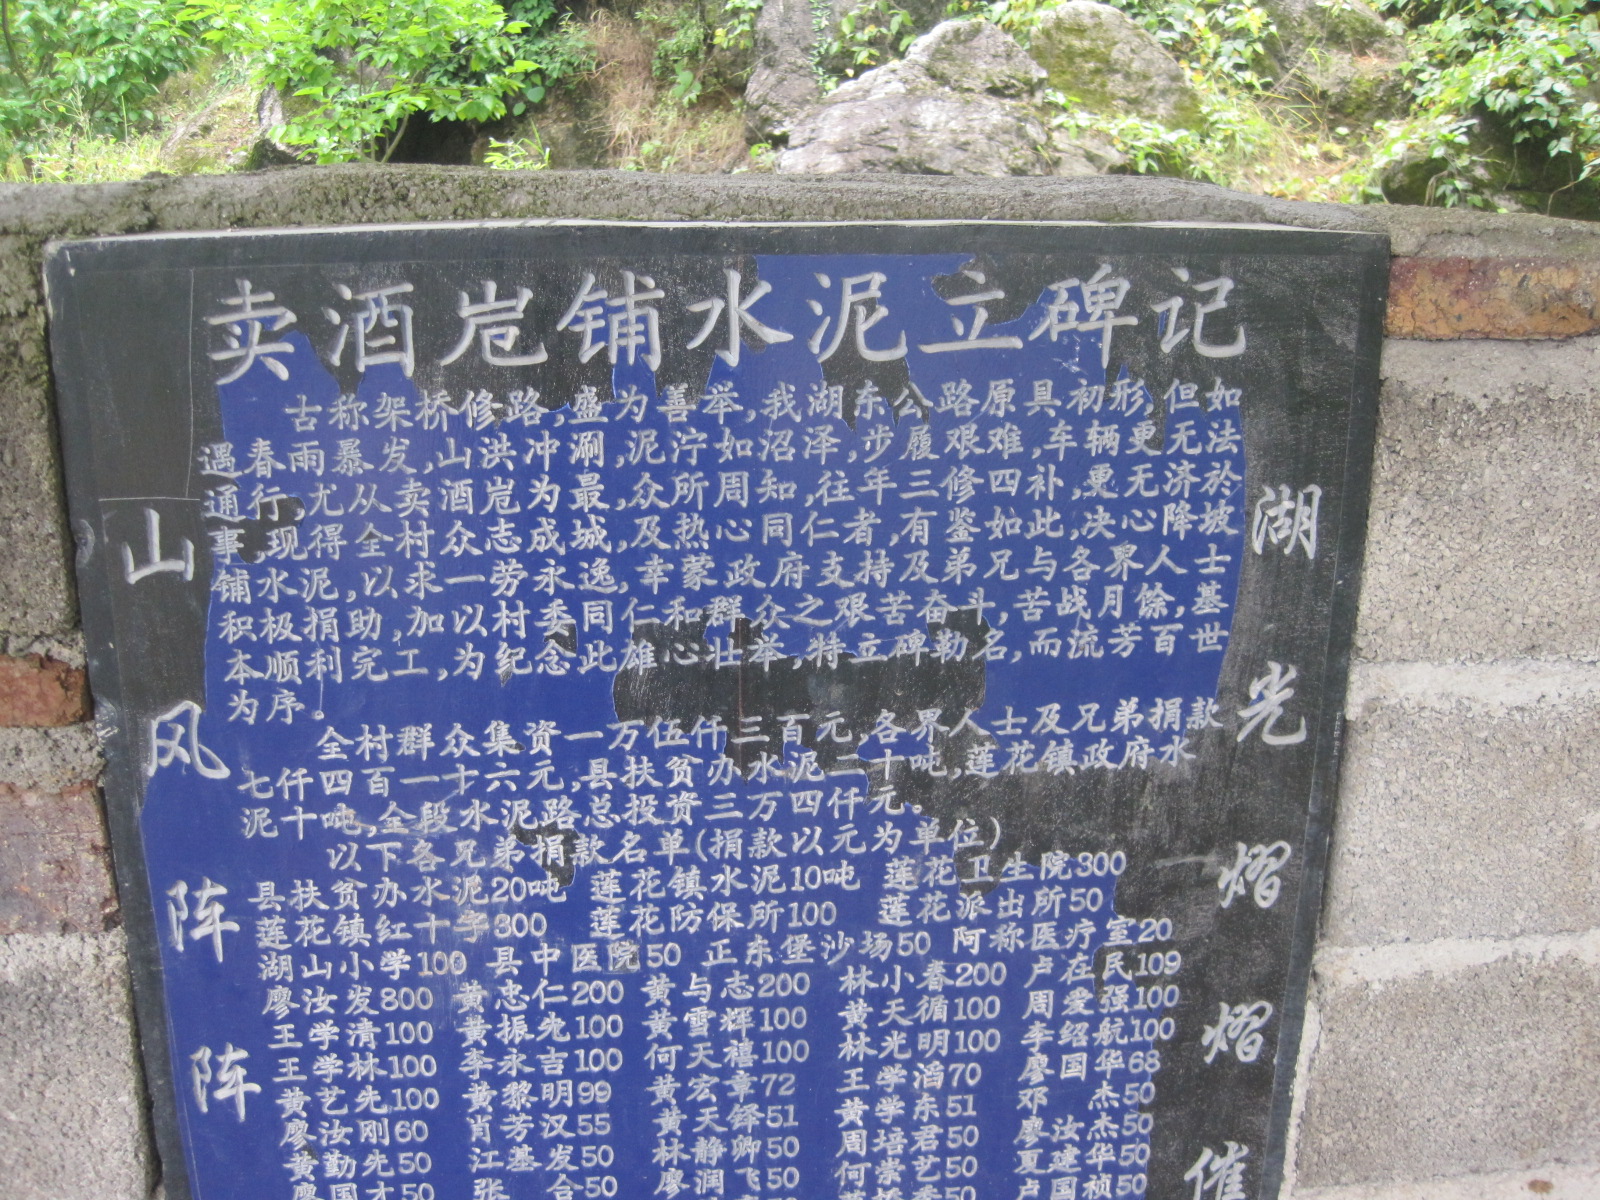 卖酒岩铺水泥立碑记
古称架桥修路,盛为善举,我湖东公路原具初形,但如
遇春雨暴发,山洪冲涮,泥泞如沼泽,步履艰难,车辆更无法
通行,尤从卖酒岩为最,众所周知,往年三修四补,更无济於
事,现得全村众志成城,及热心同仁者,有鉴如此,决心降坡
铺水泥,以求一劳永逸,幸蒙政府支持及弟兄与各界人士
积极捐助,加以村委同仁和群众之艰苦奋斗,苦战月馀,基
本顺利完工,为纪念此雄心壮举,特立碑勒名,而流芳百世
为序。
全村群众集资一万伍仟三百元,各界人士及兄弟捐款
七仟四百一十六元,县扶贫办水泥二十吨,莲花镇政府水
泥十吨,全段水泥路总投资三万四仟元。
以下各兄弟捐款名单(捐款以元为单位)
县扶贫办水泥20吨 莲花镇水泥10吨 莲花卫生院300
莲花镇红十字300 莲花防保所100 莲花派出所50
湖山小学100 县中医院50 正东堡沙场50 阿称医疗室20
廖汝发800 黄忠仁200 黄与志200 林小春200 卢在民109
王学清100 黄振先100 黄雪辉100 黄天循100 周爱强100
王学林100 李永吉100 何天禧100 林光明100 李绍航100
黄艺先100 黄黎明99 黄宏章72 王学滔70 廖国华68
廖汝刚60 肖芳汉55 黄天铎51 黄学东51 邓杰50
黄勤先50 江基发50 林静卿50 周培君50 廖汝杰50
廖国才50 张合50 廖润飞50 何崇艺50 夏建华50
卢国祯50
湖光熠熠催
山风阵阵